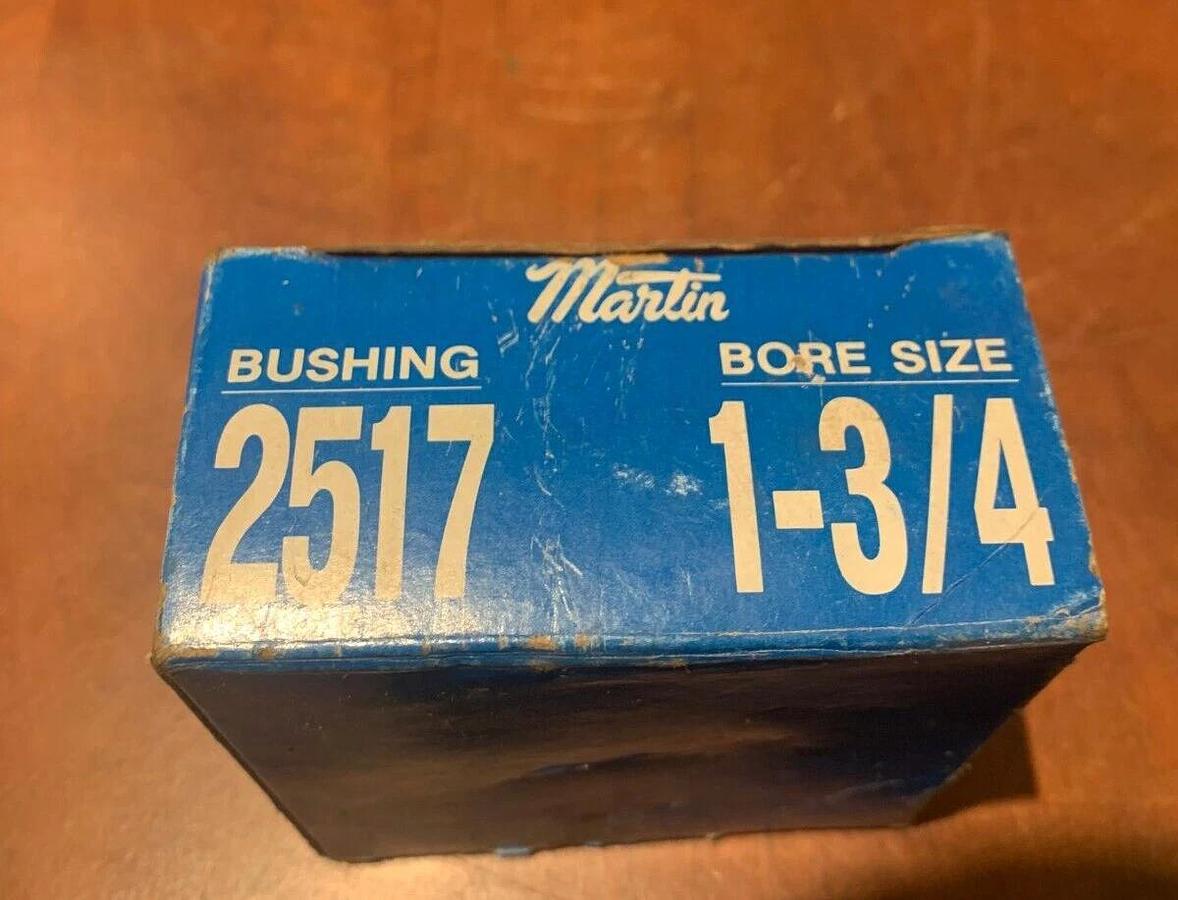 Martin
BUSHING
2517
BORE SIZE
1-3/4